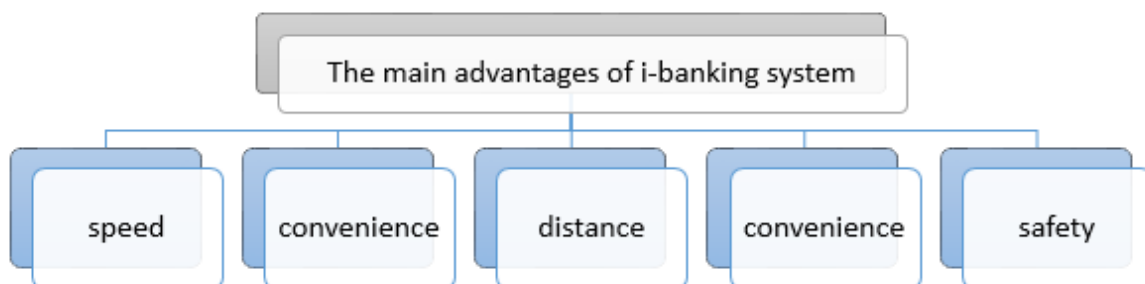 The main advantages of i-banking system
speed
convenience
distance
convenience
safety